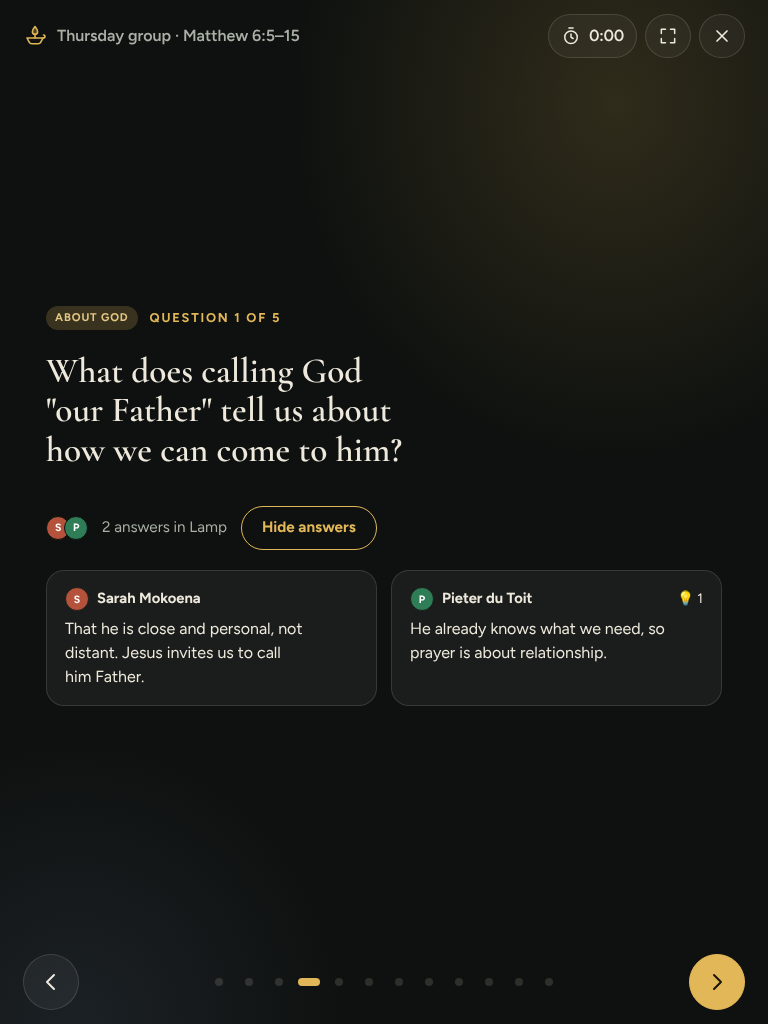 Thursday group · Matthew 6:5–15
0:00
ABOUT GOD
QUESTION 1 OF 5
What does calling God
"our Father" tell us about
how we can come to him?
S
P
2 answers in Lamp
Hide answers
S
Sarah Mokoena
That he is close and personal, not
distant. Jesus invites us to call
him Father.
P
Pieter du Toit
💡 1
He already knows what we need, so
prayer is about relationship.